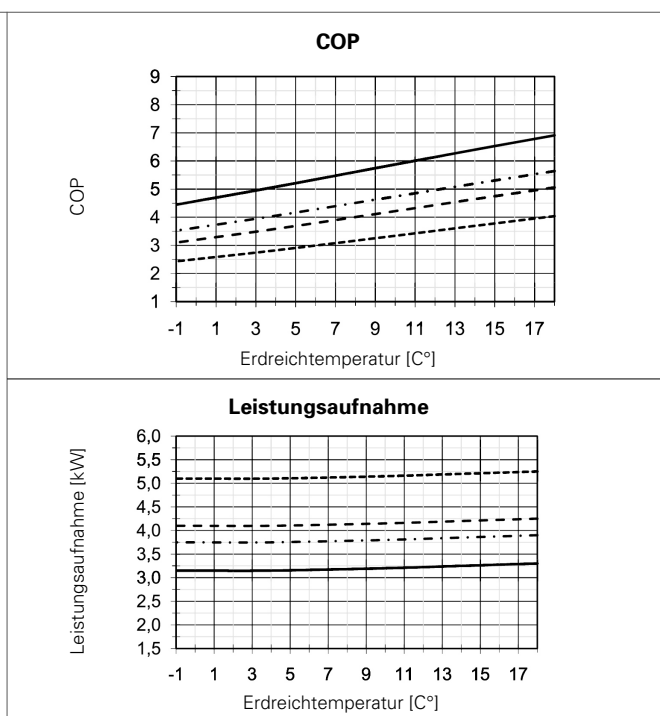 COP
9
8
7
6
5
4
3
2
1
COP
-1 1 3 5 7 9 11 13 15 17
Erdreichtemperatur [C°]
Leistungsaufnahme
6,0
5,5
5,0
4,5
4,0
3,5
3,0
2,5
2,0
1,5
Leistungsaufnahme [kW]
-1 1 3 5 7 9 11 13 15 17
Erdreichtemperatur [C°]